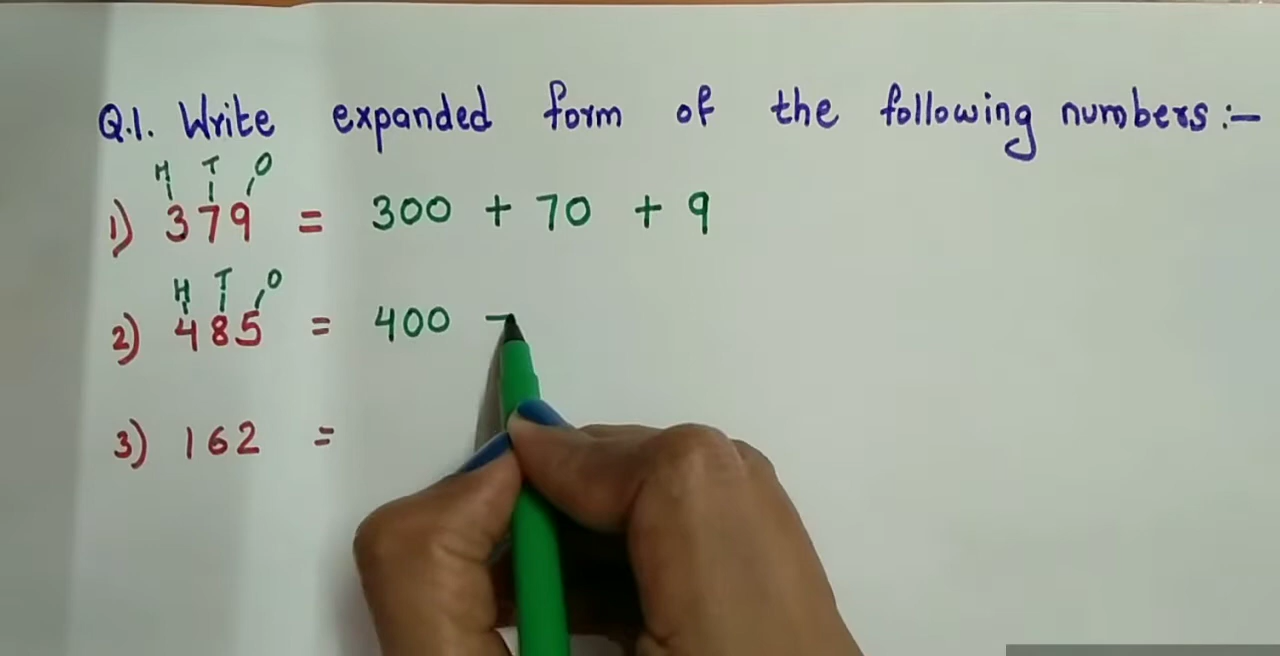 Q.1. Write expanded form of the following numbers:-
H T O
1) 379 = 300 + 70 + 9
H T O
2) 485 = 400 -
3) 162 =